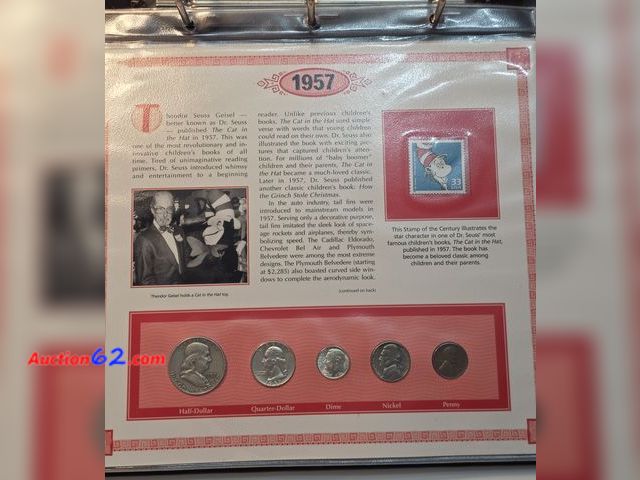 1957
Theodor Seuss Geisel —
better known as Dr. Seuss
— published The Cat in
the Hat in 1957. This was
one of the most revolutionary and in-
novative children's books of all
time. Tired of unimaginative reading
primers, Dr. Seuss introduced whimsy
and entertainment to a beginning
reader. Unlike previous children's
books, The Cat in the Hat used simple
verse with words that young children
could read on their own. Dr. Seuss also
illustrated the book with exciting pic-
tures that captured children's atten-
tion. For millions of "baby boomer"
children and their parents, The Cat in
the Hat became a much-loved classic.
Later in 1957, Dr. Seuss published
another classic children's book: How
the Grinch Stole Christmas.
In the auto industry, tail fins were
introduced to mainstream models in
1957. Serving only a decorative purpose,
tail fins imitated the sleek look of space-
age rockets and airplanes, thereby sym-
bolizing speed. The Cadillac Eldorado,
Chevrolet Bel Air and Plymouth
Belvedere were among the most extreme
designs. The Plymouth Belvedere (starting
at $2,285) also boasted curved side win-
dows to complete the aerodynamic look.
(continued on back)
Theodor Geisel holds a Cat in the Hat toy.
33
USA
This Stamp of the Century illustrates the
star character in one of Dr. Seuss' most
famous children's books, The Cat in the Hat,
published in 1957. The book has
become a beloved classic among
children and their parents.
Auction62.com
Half-Dollar
Quarter-Dollar
Dime
Nickel
Penny